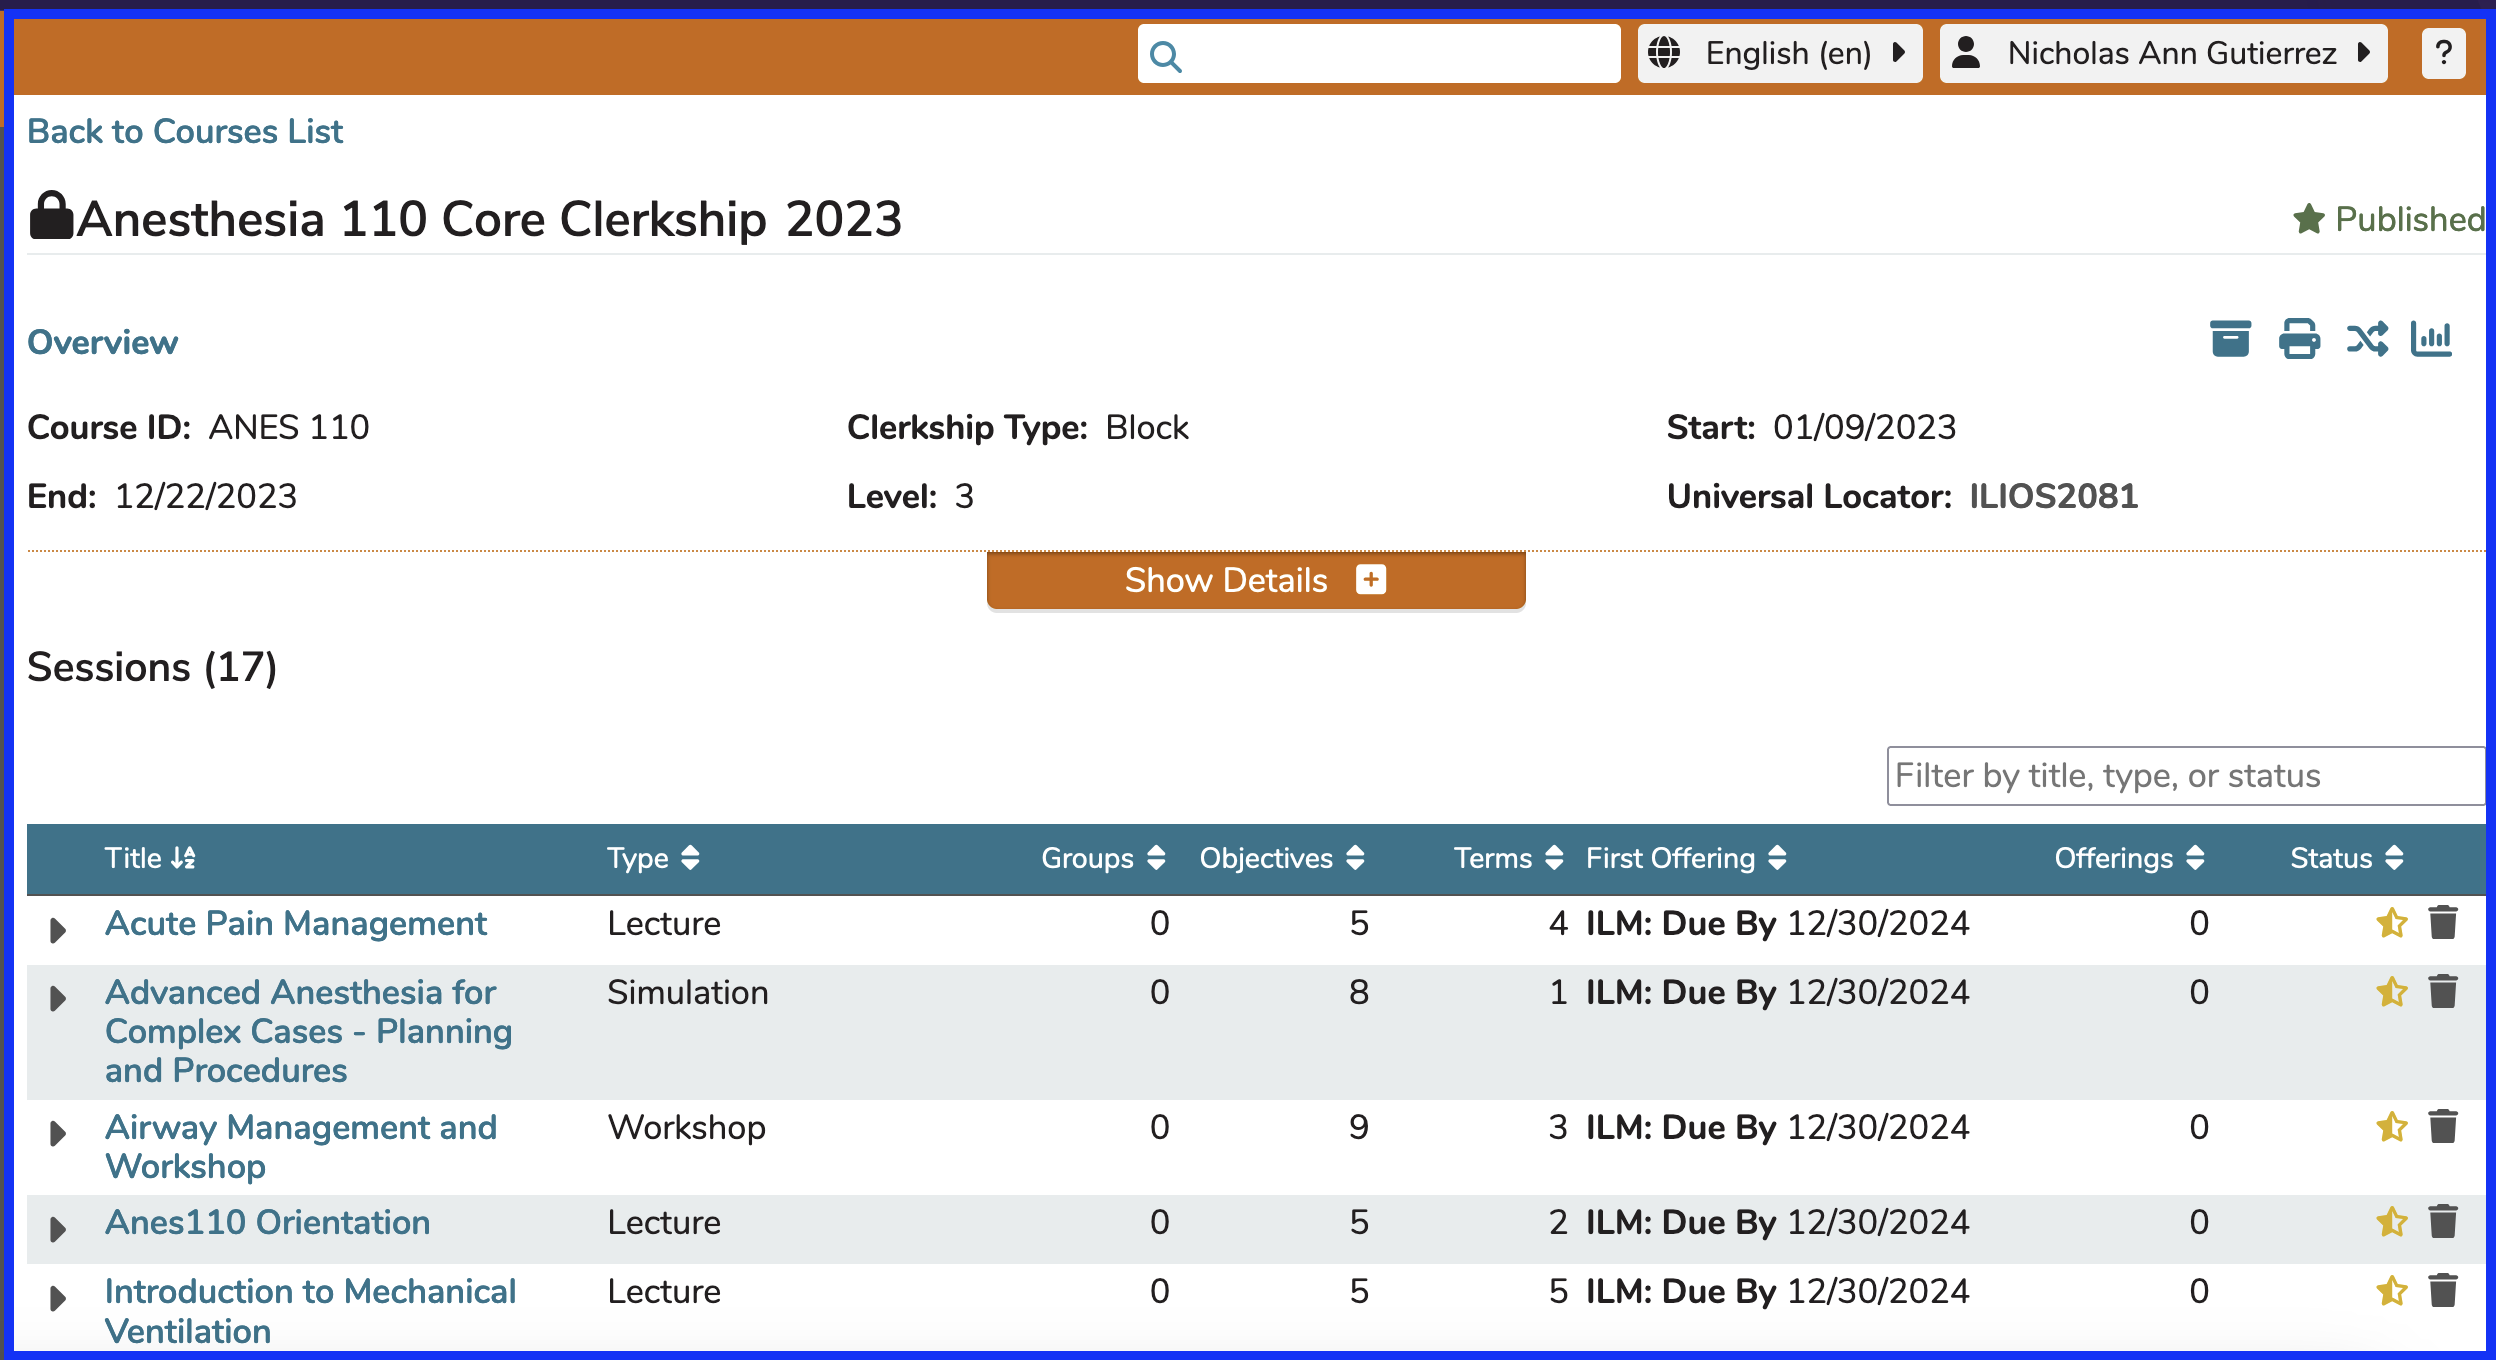 English (en)
Nicholas Ann Gutierrez
?
Back to Courses List
Anesthesia 110 Core Clerkship 2023
Published
Overview
Course ID: ANES 110
Clerkship Type: Block
Start: 01/09/2023
End: 12/22/2023
Level: 3
Universal Locator: ILIOS2081
Show Details
Sessions (17)
Filter by title, type, or status
Title Type Groups Objectives Terms First Offering Offerings Status
Acute Pain Management Lecture 0 5 4 ILM: Due By 12/30/2024 0
Advanced Anesthesia for Simulation 0 8 1 ILM: Due By 12/30/2024 0
Complex Cases - Planning
and Procedures
Airway Management and Workshop 0 9 3 ILM: Due By 12/30/2024 0
Workshop
Anes110 Orientation Lecture 0 5 2 ILM: Due By 12/30/2024 0
Introduction to Mechanical Lecture 0 5 5 ILM: Due By 12/30/2024 0
Ventilation